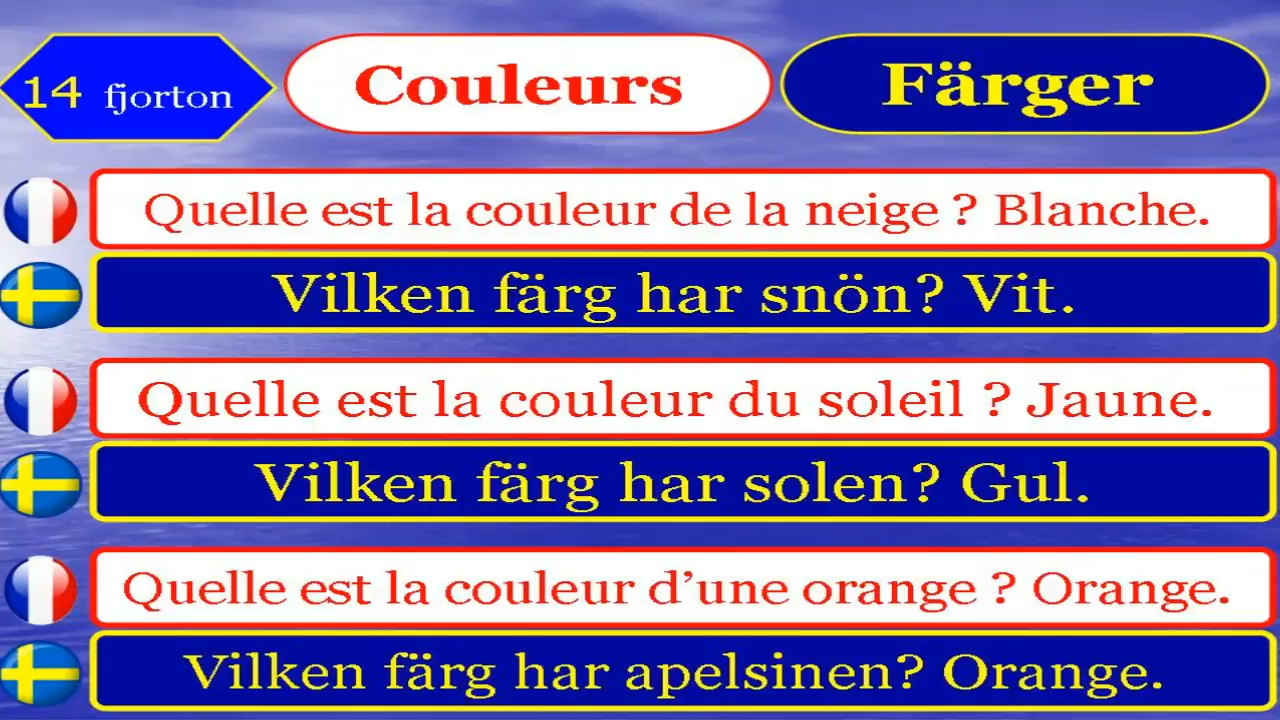 14 fjorton
Couleurs
Färger
Quelle est la couleur de la neige ? Blanche.
Vilken färg har snön? Vit.
Quelle est la couleur du soleil ? Jaune.
Vilken färg har solen? Gul.
Quelle est la couleur d’une orange ? Orange.
Vilken färg har apelsinen? Orange.